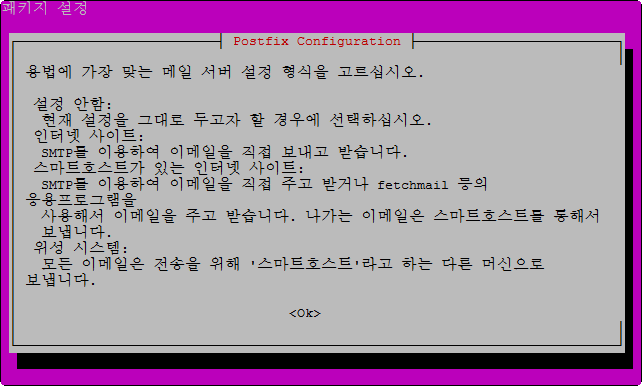 패키지 설정
Postfix Configuration
용법에 가장 맞는 메일 서버 설정 형식을 고르십시오.
설정 안함:
현재 설정을 그대로 두고자 할 경우에 선택하십시오.
인터넷 사이트:
SMTP를 이용하여 이메일을 직접 보내고 받습니다.
스마트호스트가 있는 인터넷 사이트:
SMTP를 이용하여 이메일을 직접 주고 받거나 fetchmail 등의
응용프로그램을
사용해서 이메일을 주고 받습니다. 나가는 이메일은 스마트호스트를 통해서
보냅니다.
위성 시스템:
모든 이메일은 전송을 위해 '스마트호스트'라고 하는 다른 머신으로
보냅니다.
<Ok>